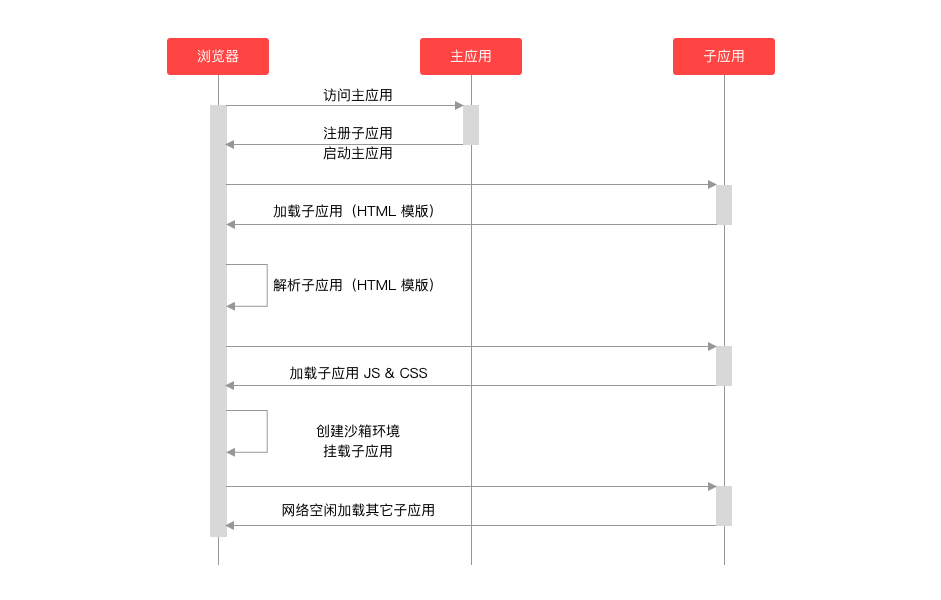 浏览器
主应用
子应用
访问主应用
注册子应用
启动主应用
加载子应用（HTML 模版）
解析子应用（HTML 模版）
加载子应用 JS & CSS
创建沙箱环境
挂载子应用
网络空闲加载其它子应用